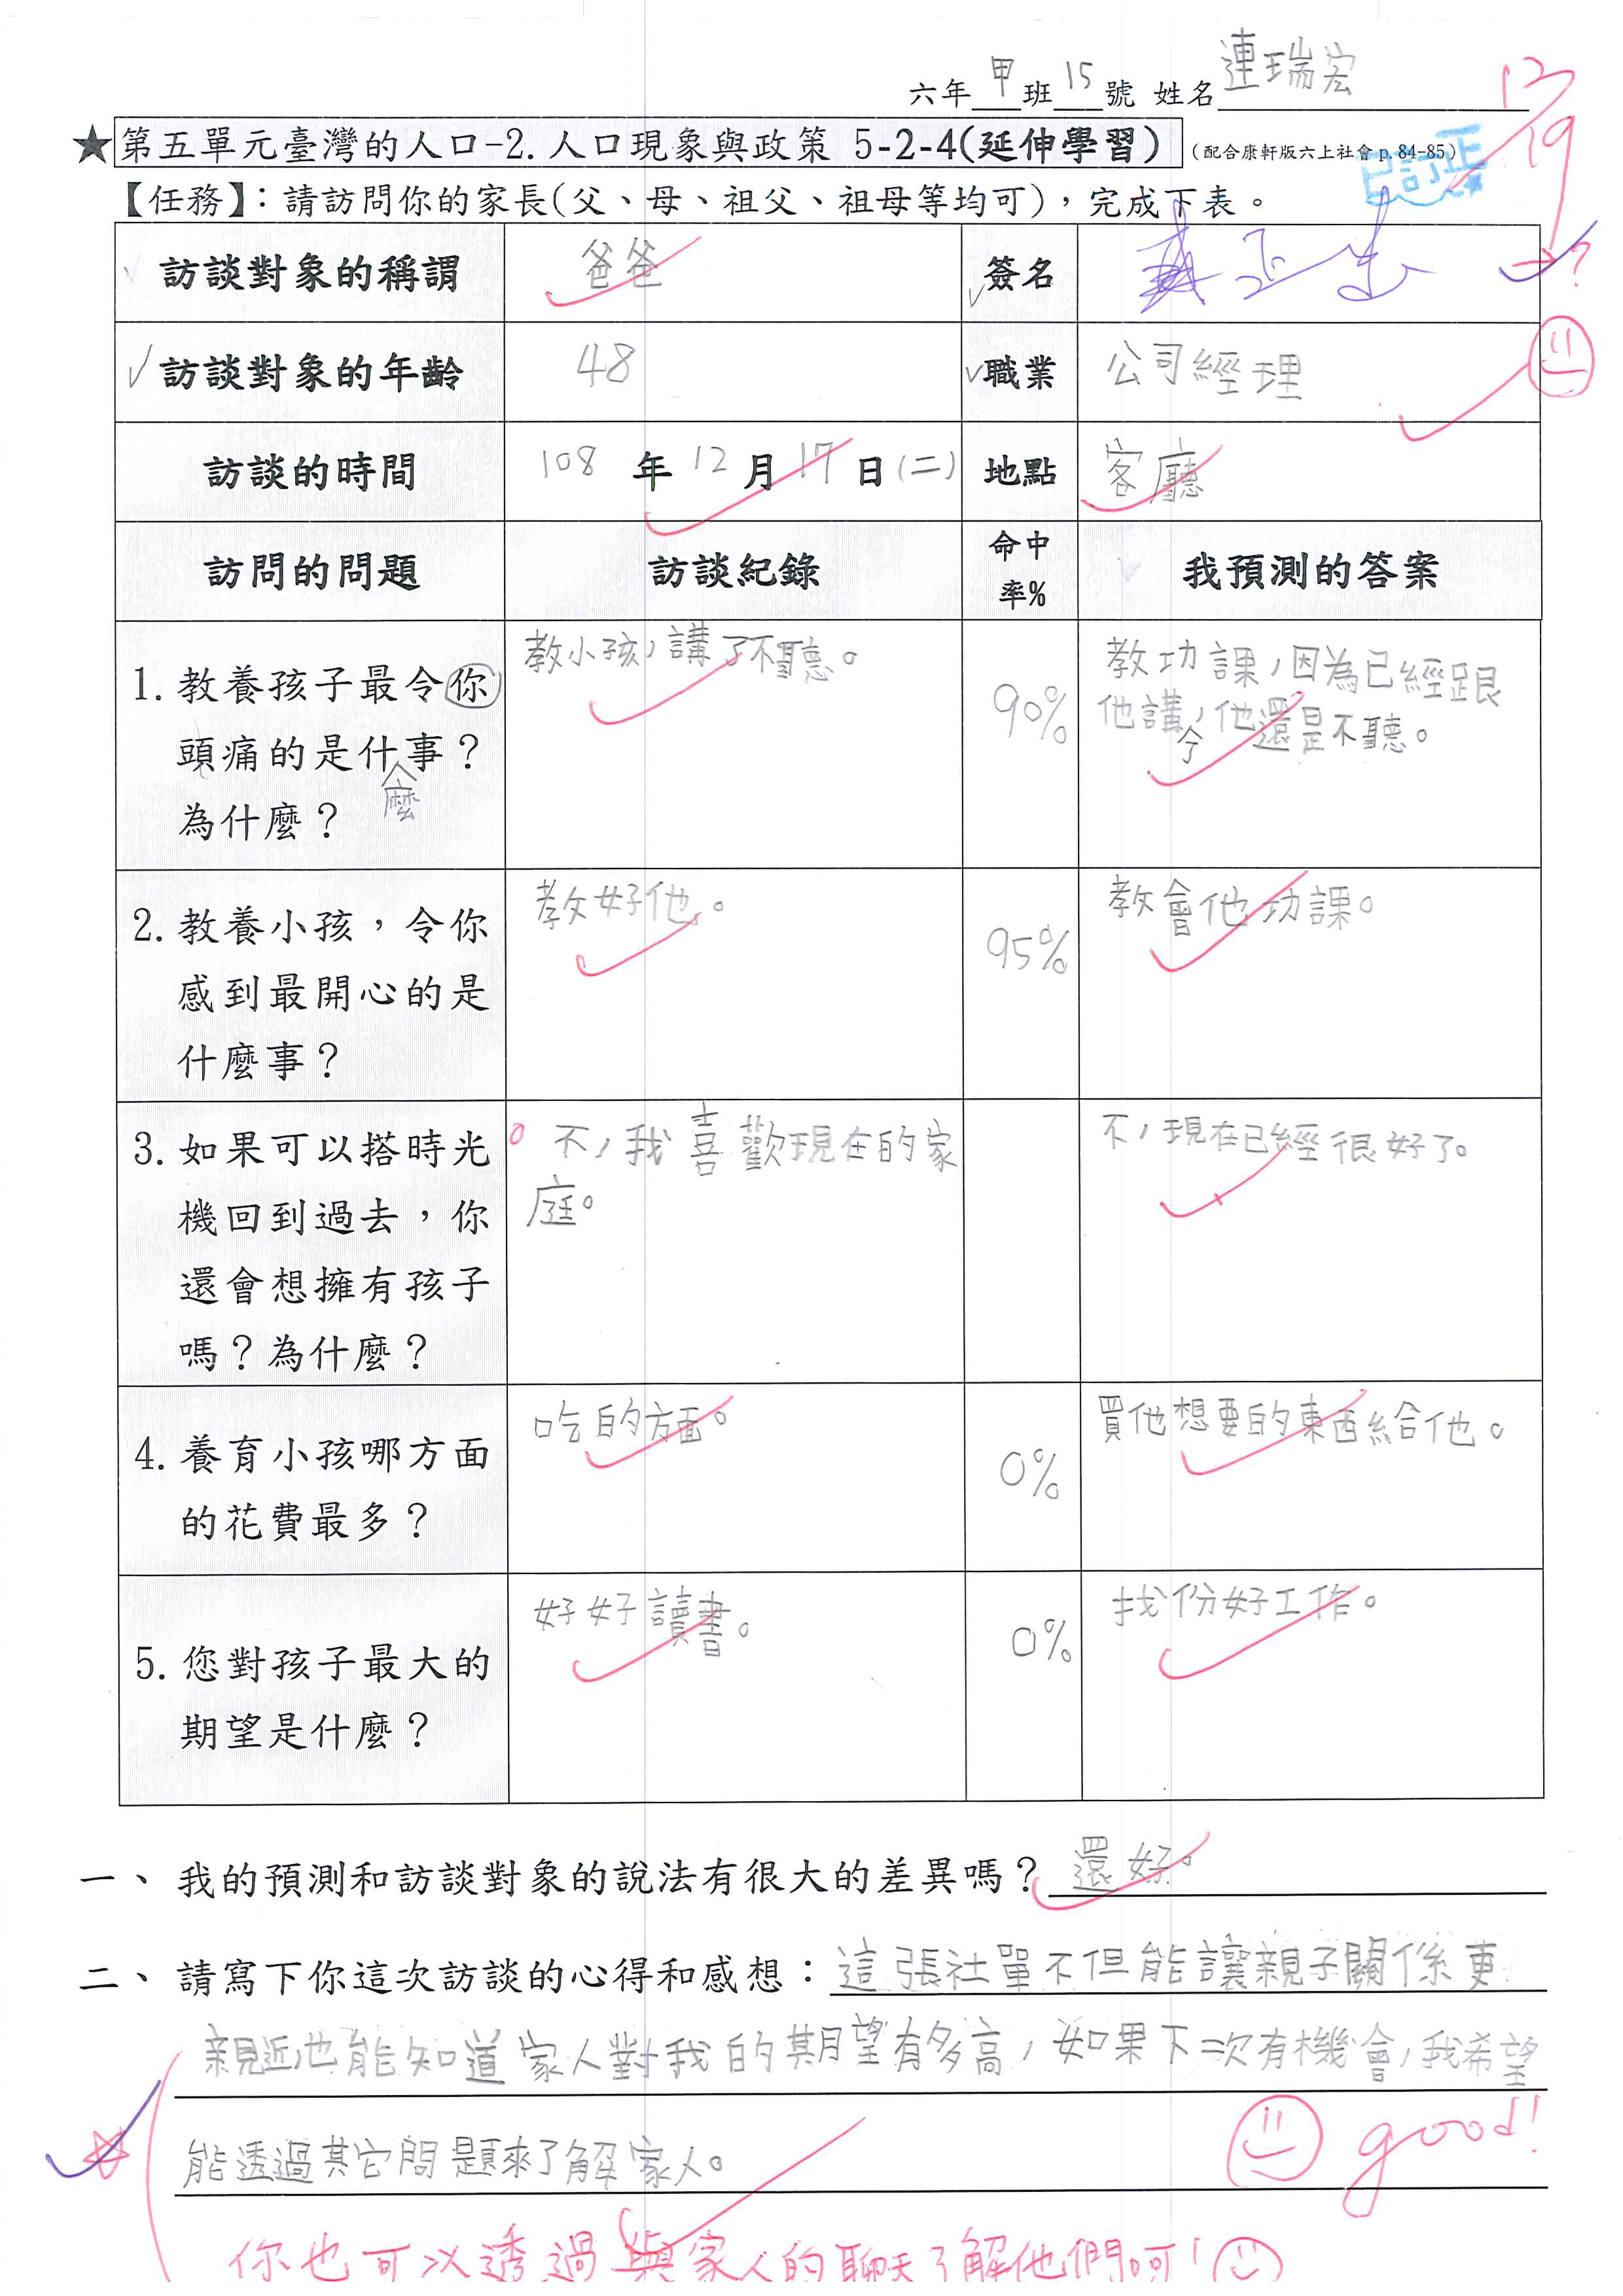 六年甲班15號 姓名連瑞宏
12/19
★第五單元臺灣的人口-2.人口現象與政策 5-2-4(延伸學習)(配合康軒版六上社會 p.84-85)
已訂正
【任務】：請訪問你的家長(父、母、祖父、祖母等均可)，完成下表。
訪談對象的稱謂 爸爸 簽名
訪談對象的年齡 48 職業 公司經理
訪談的時間 108 年 12 月 17 日(二) 地點 客廳
訪問的問題 訪談紀錄 命中率% 我預測的答案
1. 教養孩子最令你
頭痛的是什麼事？
為什麼？
教小孩，講了不聽。
90%
教功課，因為已經跟
他講，他還是不聽。
2. 教養小孩，令你
感到最開心的是
什麼事？
教好他。
95%
教會他功課。
3. 如果可以搭時光
機回到過去，你
還會想擁有孩子
嗎？為什麼？
不，我喜歡現在的家
庭。
不，現在已經很好了。
4. 養育小孩哪方面
的花費最多？
吃的方面。
0%
買他想要的東西給他。
5. 您對孩子最大的
期望是什麼？
好好讀書。
0%
找份好工作。
一、 我的預測和訪談對象的說法有很大的差異嗎？還好。
二、 請寫下你這次訪談的心得和感想：這張社單不但能讓親子關係更
親近，也能知道家人對我的期望有多高，如果下次有機會，我希望
能透過其它問題來了解家人。
good!
你也可以透過與家人的聊天了解他們呵！